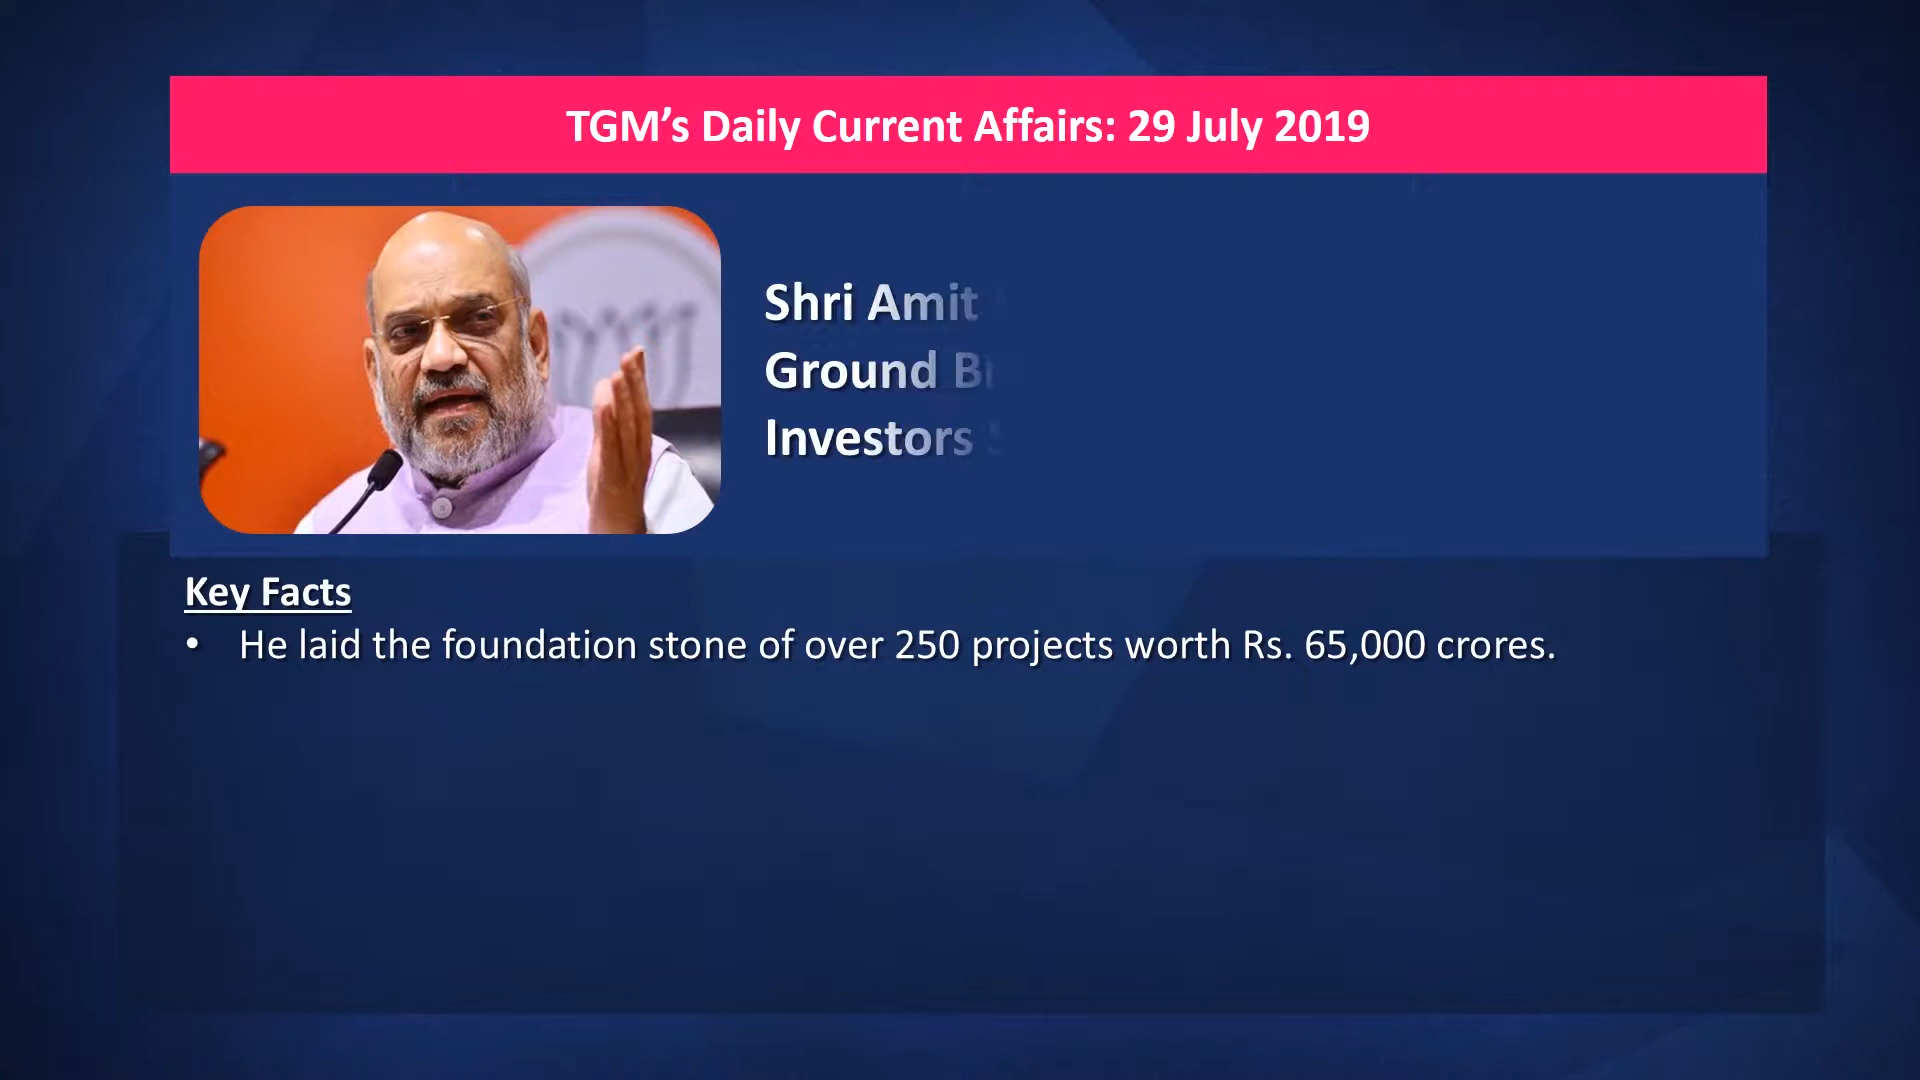 TGM's Daily Current Affairs: 29 July 2019
Shri Amit
Ground
Investors
Key Facts
• He laid the foundation stone of over 250 projects worth Rs. 65,000 crores.